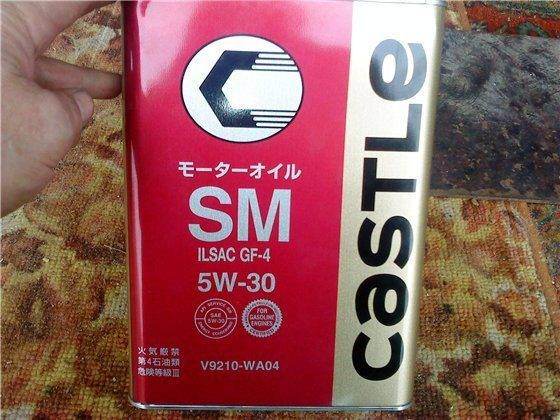 モーターオイル
SM
ILSAC GF-4
5W-30
API SERVICE SM
SAE
5W-30
ENERGY CONSERVING
FOR
GASOLINE
ENGINES
火気厳禁
第4石油類
危険等級III
V9210-WA04
CASTLE